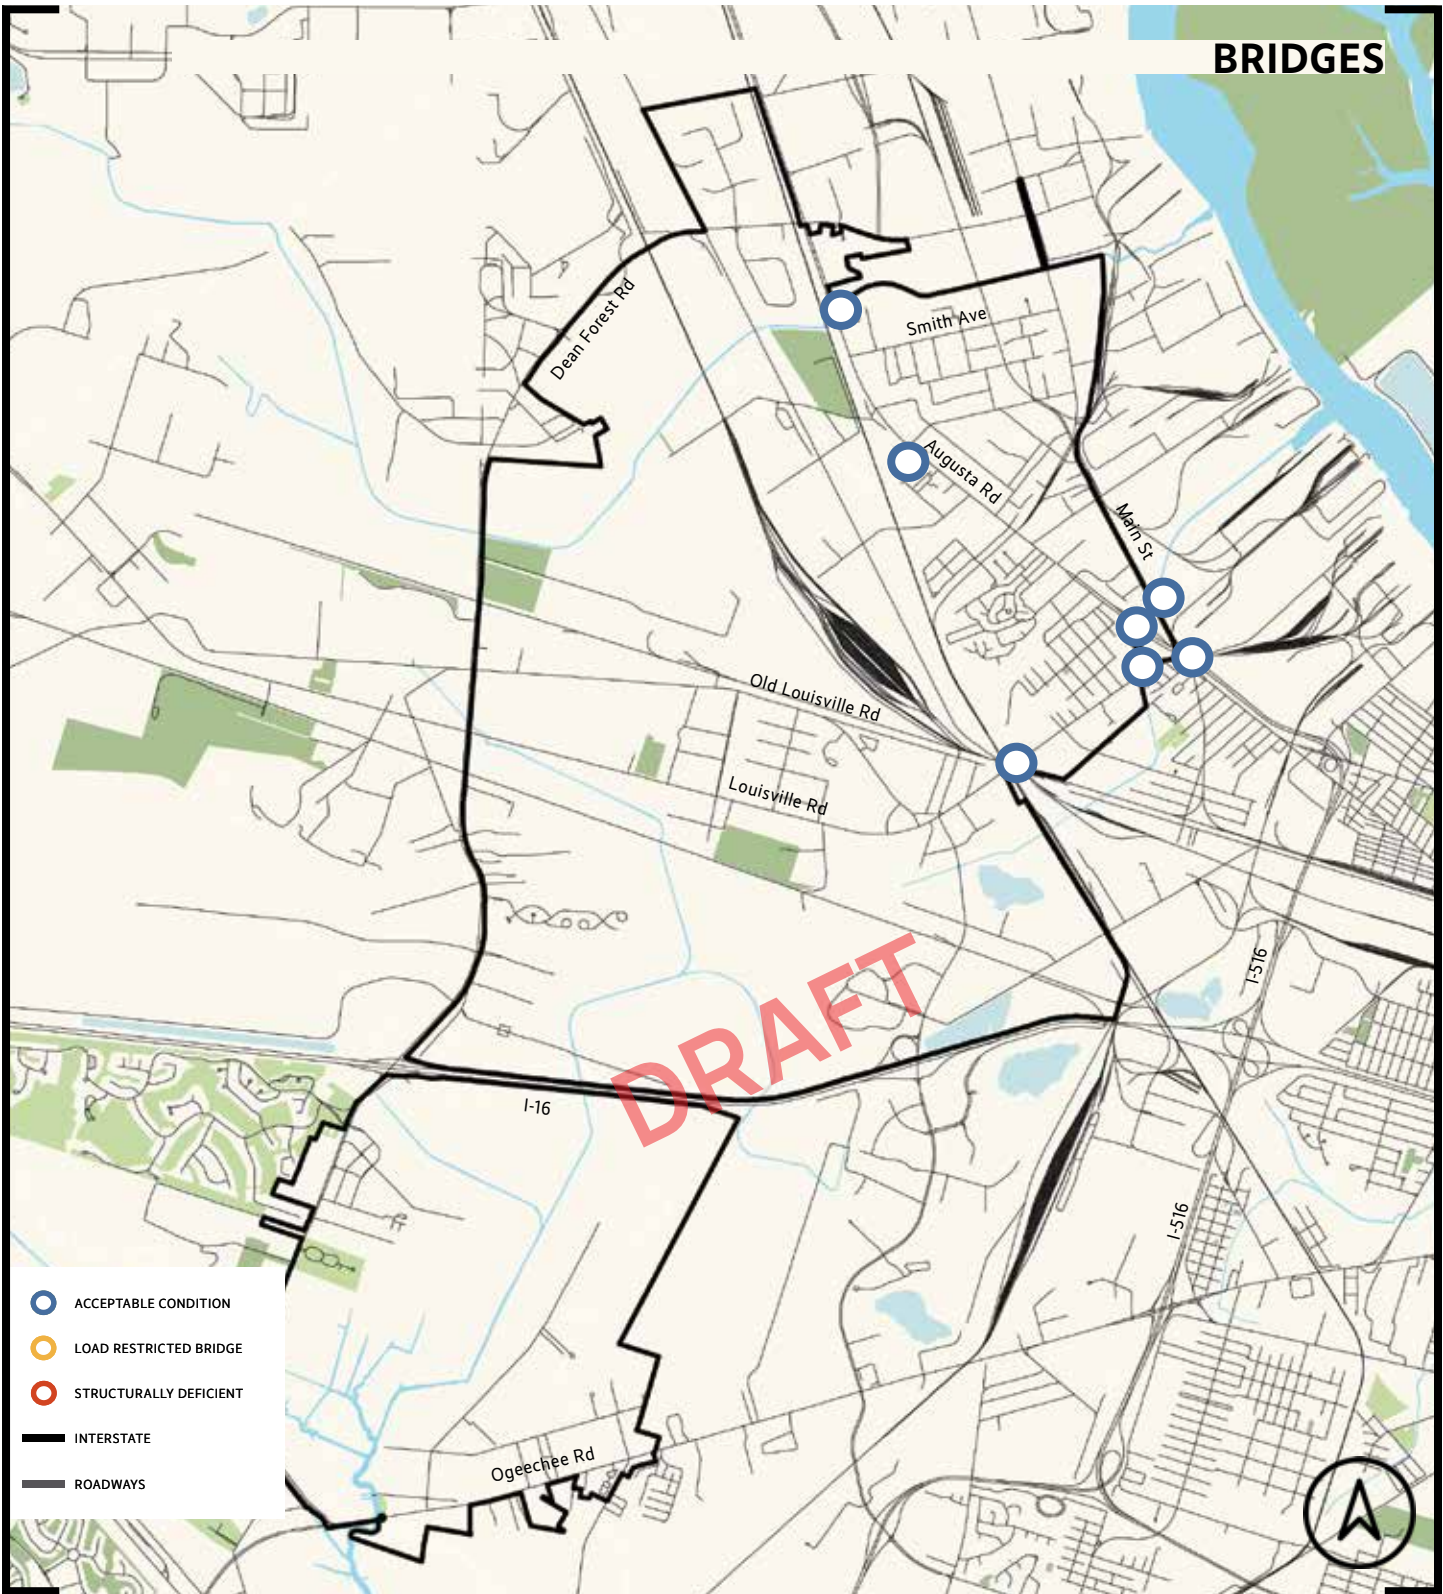 BRIDGES
Dean Forest Rd
Smith Ave
Augusta Rd
Main St
Old Louisville Rd
Louisville Rd
I-516
DRAFT
I-16
I-516
ACCEPTABLE CONDITION
LOAD RESTRICTED BRIDGE
STRUCTURALLY DEFICIENT
INTERSTATE
ROADWAYS
Ogeechee Rd